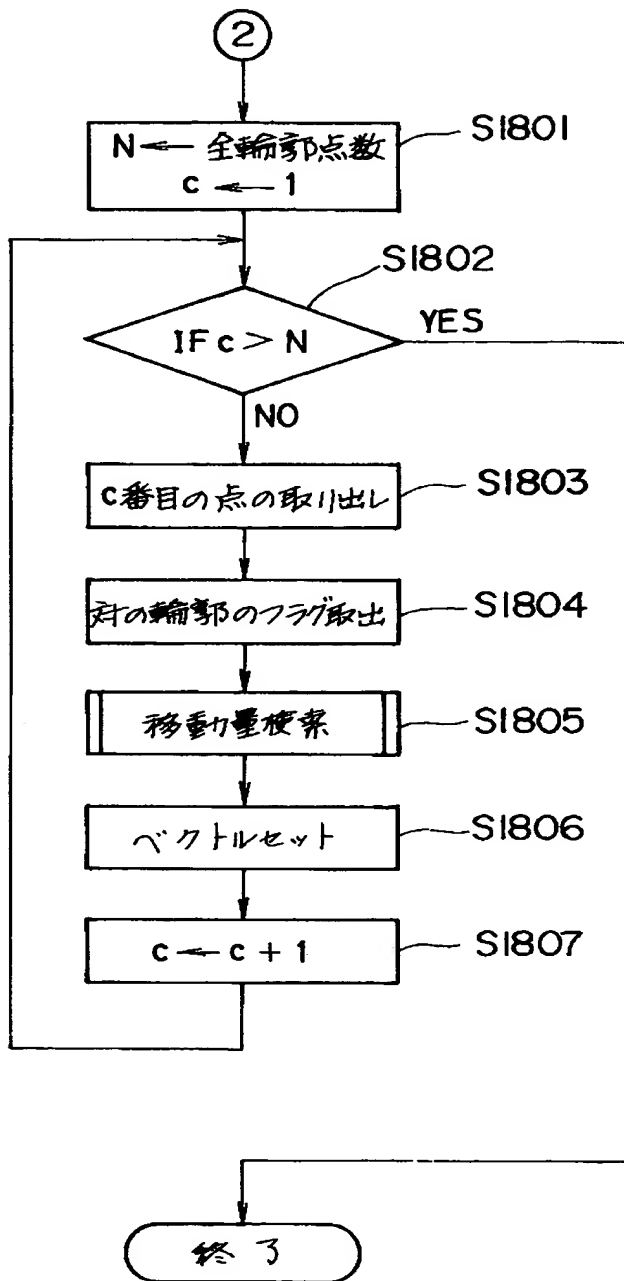 2
N ← 全輪郭点数
c ← 1
S1801
S1802
IF c > N
YES
NO
c番目の点の取り出し
S1803
対の輪郭のフラグ取出
S1804
移動量検索
S1805
ベクトルセット
S1806
c ← c + 1
S1807
終了